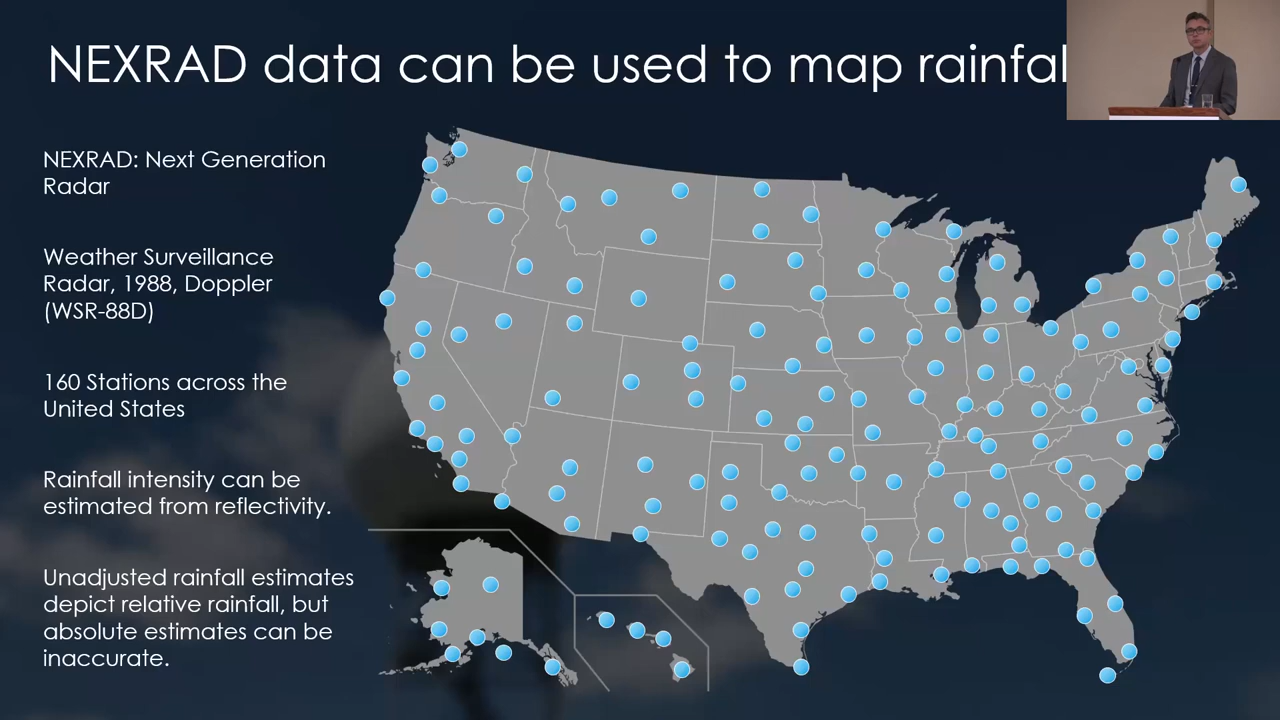 NEXRAD data can be used to map rainfal
NEXRAD: Next Generation
Radar
Weather Surveillance
Radar, 1988, Doppler
(WSR-88D)
160 Stations across the
United States
Rainfall intensity can be
estimated from reflectivity.
Unadjusted rainfall estimates
depict relative rainfall, but
absolute estimates can be
inaccurate.